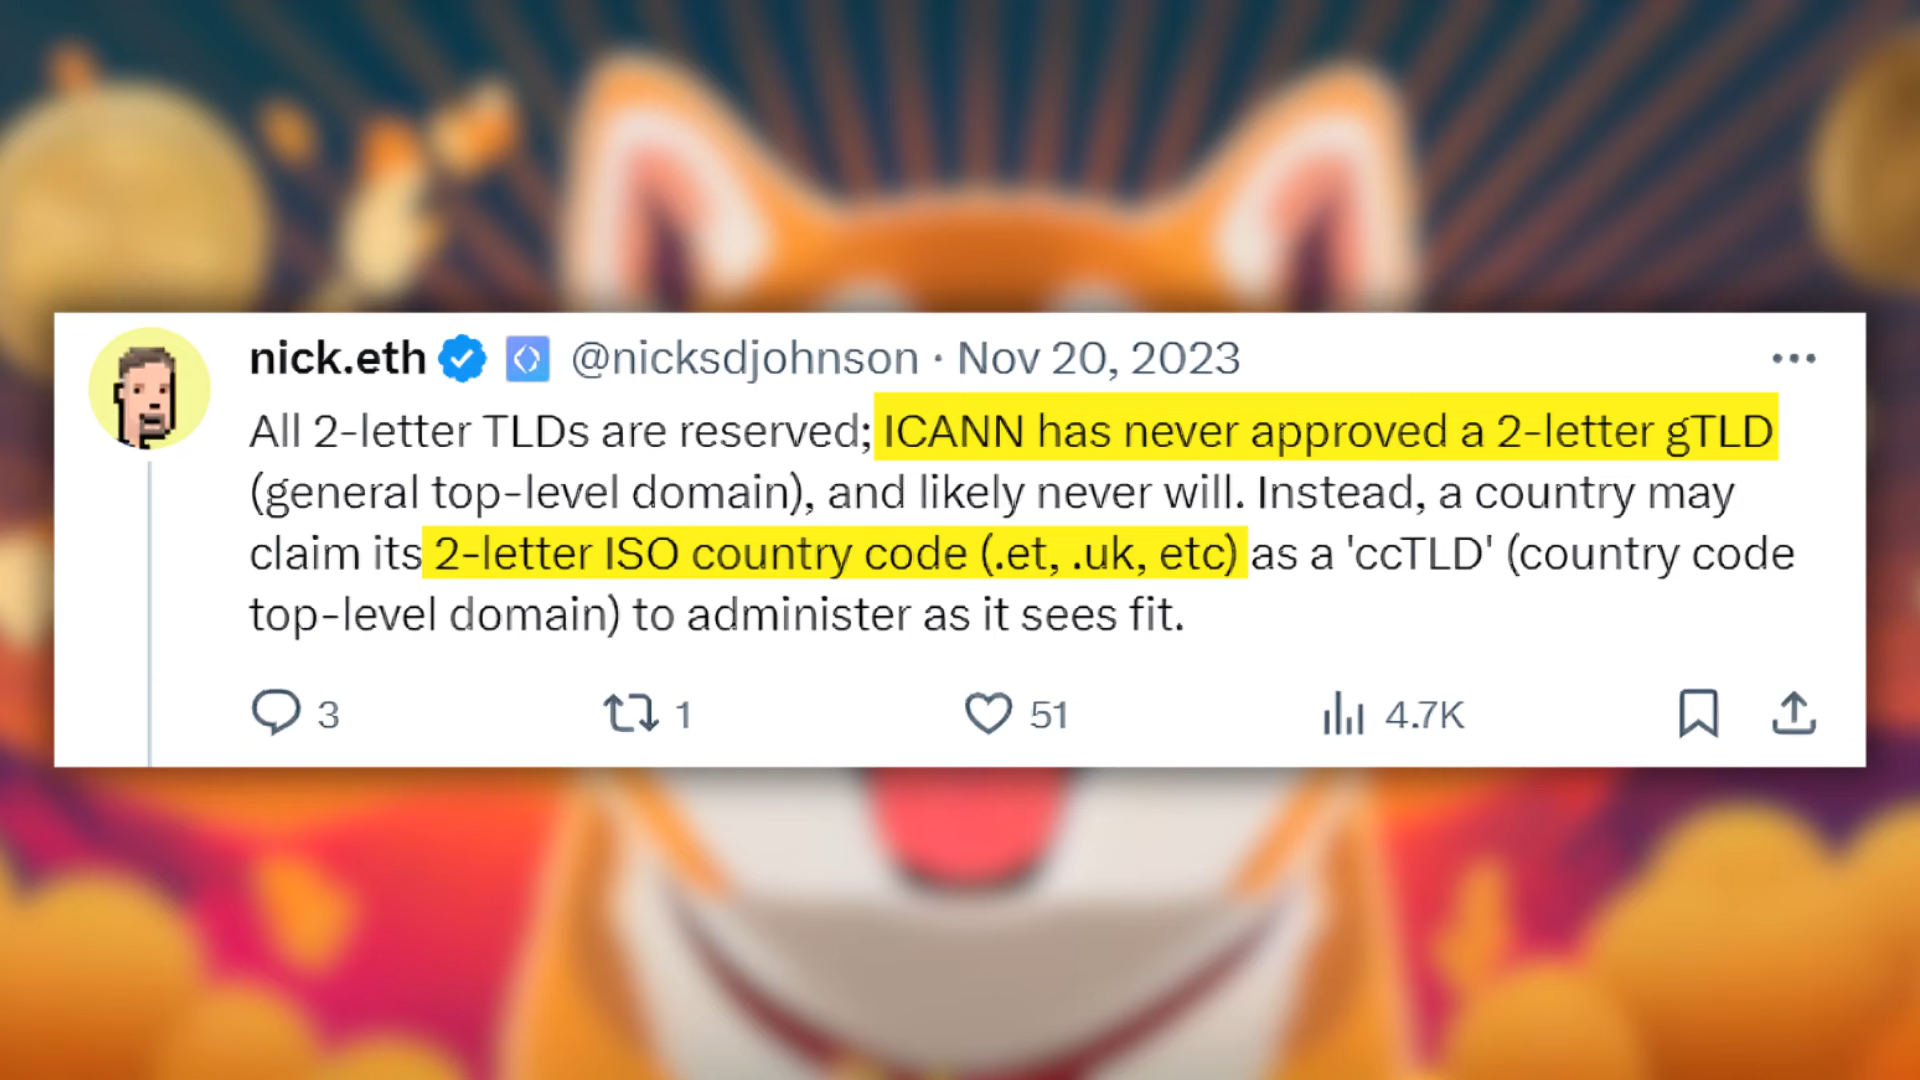 nick.eth @nicksdjohnson · Nov 20, 2023
All 2-letter TLDs are reserved; ICANN has never approved a 2-letter gTLD
(general top-level domain), and likely never will. Instead, a country may
claim its 2-letter ISO country code (.et, .uk, etc) as a 'ccTLD' (country code
top-level domain) to administer as it sees fit.
3 1 51 4.7K